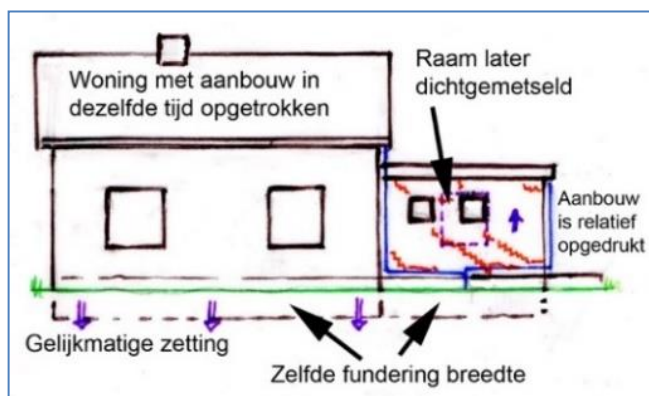 Woning met aanbouw in
dezelfde tijd opgetrokken
Raam later
dichtgemetseld
Aanbouw
is relatief
opgedrukt
Gelijkmatige zetting
Zelfde fundering breedte